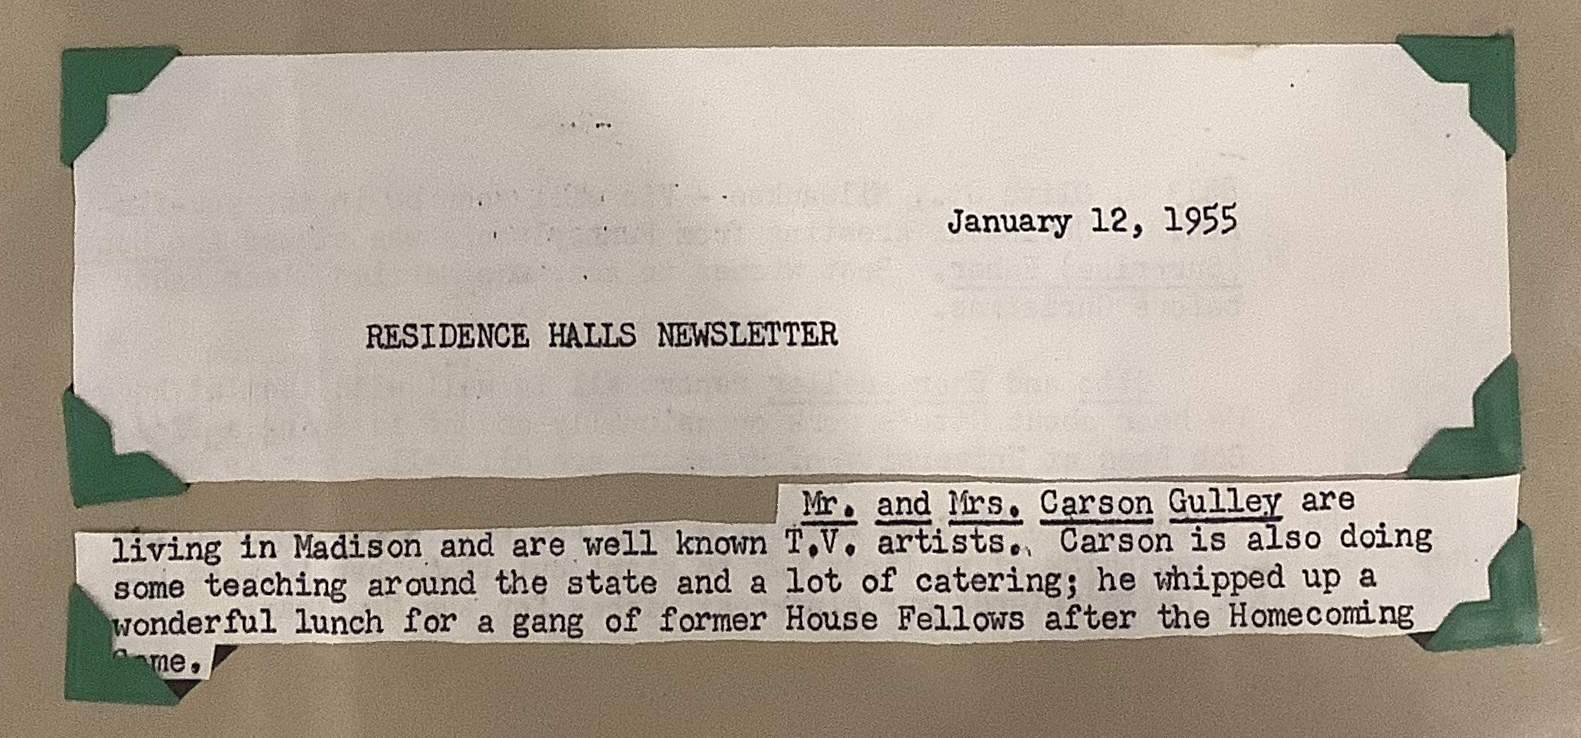 January 12, 1955
RESIDENCE HALLS NEWSLETTER
Mr. and Mrs. Carson Gulley are
living in Madison and are well known T.V. artists. Carson is also doing
some teaching around the state and a lot of catering; he whipped up a
wonderful lunch for a gang of former House Fellows after the Homecoming